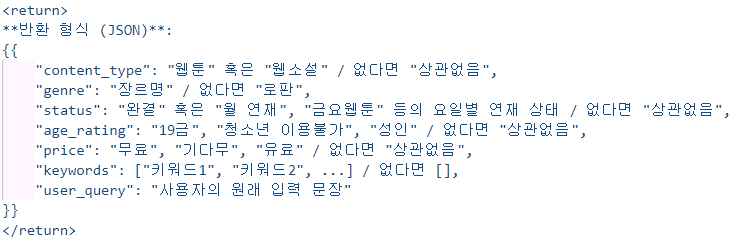 <return>
**반환 형식 (JSON)**:
{{
    "content_type": "웹툰" 혹은 "웹소설" / 없다면 "상관없음",
    "genre": "장르명" / 없다면 "로판",
    "status": "완결" 혹은 "월 연재", "금요웹툰" 등의 요일별 연재 상태 / 없다면 "상관없음",
    "age_rating": "19금", "청소년 이용불가", "성인" / 없다면 "상관없음",
    "price": "무료", "기다무", "유료" / 없다면 "상관없음",
    "keywords": ["키워드1", "키워드2", ...] / 없다면 [],
    "user_query": "사용자의 원래 입력 문장"
}}
</return>